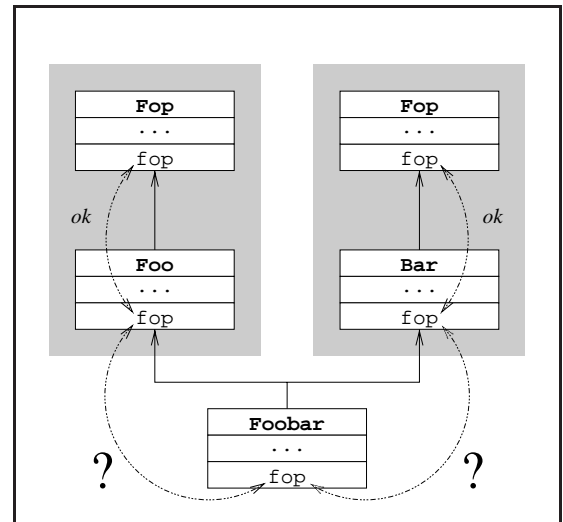 Fop Fop
... ...
fop fop
ok ok
Foo Bar
... ...
fop fop
Foobar
...
fop
? ?